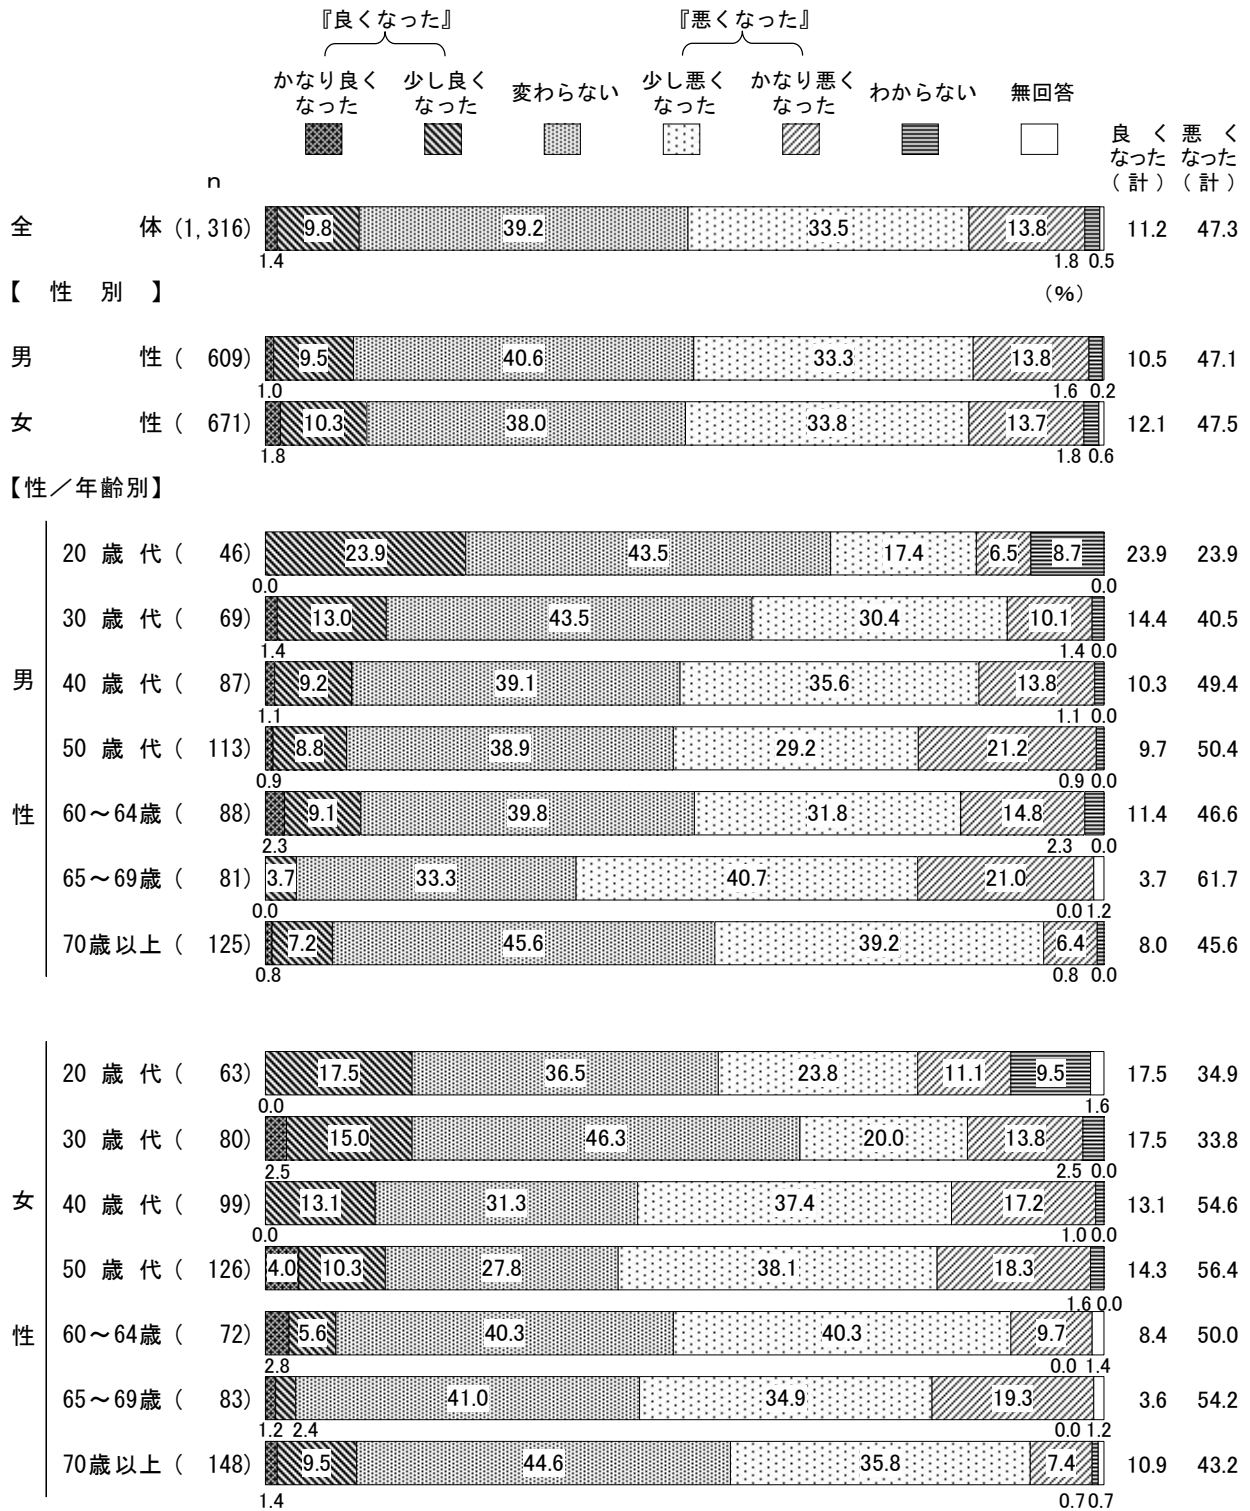 『良くなった』 『悪くなった』
かなり良く 少し良く 変わらない 少し悪く かなり悪く わからない 無回答
なった なった なった なった
良く 悪く
なった なった
(計) (計)
n
全体 (1,316) 9.8 39.2 33.5 13.8 11.2 47.3
1.4 1.8 0.5
【性別】 (%)
男性 ( 609) 9.5 40.6 33.3 13.8 10.5 47.1
1.0 1.6 0.2
女性 ( 671) 10.3 38.0 33.8 13.7 12.1 47.5
1.8 1.8 0.6
【性/年齢別】
男性
20歳代 ( 46) 23.9 43.5 17.4 6.5 8.7 23.9 23.9
0.0 0.0
30歳代 ( 69) 13.0 43.5 30.4 10.1 14.4 40.5
1.4 1.4 0.0
40歳代 ( 87) 9.2 39.1 35.6 13.8 10.3 49.4
1.1 1.1 0.0
50歳代 ( 113) 8.8 38.9 29.2 21.2 9.7 50.4
0.9 0.9 0.0
60~64歳 ( 88) 9.1 39.8 31.8 14.8 11.4 46.6
2.3 2.3 0.0
65~69歳 ( 81) 3.7 33.3 40.7 21.0 3.7 61.7
0.0 0.0 1.2
70歳以上 ( 125) 7.2 45.6 39.2 6.4 8.0 45.6
0.8 0.8 0.0
女性
20歳代 ( 63) 17.5 36.5 23.8 11.1 9.5 17.5 34.9
0.0 1.6
30歳代 ( 80) 15.0 46.3 20.0 13.8 17.5 33.8
2.5 2.5 0.0
40歳代 ( 99) 13.1 31.3 37.4 17.2 13.1 54.6
0.0 1.0 0.0
50歳代 ( 126) 4.0 10.3 27.8 38.1 18.3 14.3 56.4
1.6 0.0
60~64歳 ( 72) 5.6 40.3 40.3 9.7 8.4 50.0
2.8 0.0 1.4
65~69歳 ( 83) 41.0 34.9 19.3 3.6 54.2
1.2 2.4 0.0 1.2
70歳以上 ( 148) 9.5 44.6 35.8 7.4 10.9 43.2
1.4 0.7 0.7